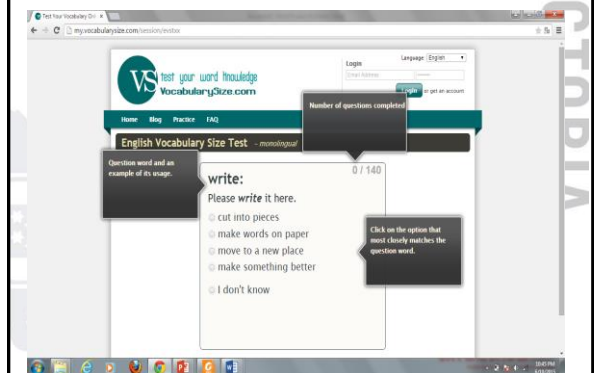 Test Your Vocabulary On
my.vocabularysize.com/session/evstxx
VS
test your word knowledge
VocabularySize.com
Language: English
Login
Email Address
Login or get an account
Home Blog Practice FAQ
Number of questions completed
English Vocabulary Size Test - monolingual
Question word and an
example of its usage.
0 / 140
write:
Please write it here.
cut into pieces
make words on paper
move to a new place
make something better
I don't know
Click on the option that
most closely matches the
question word.
CTORIA